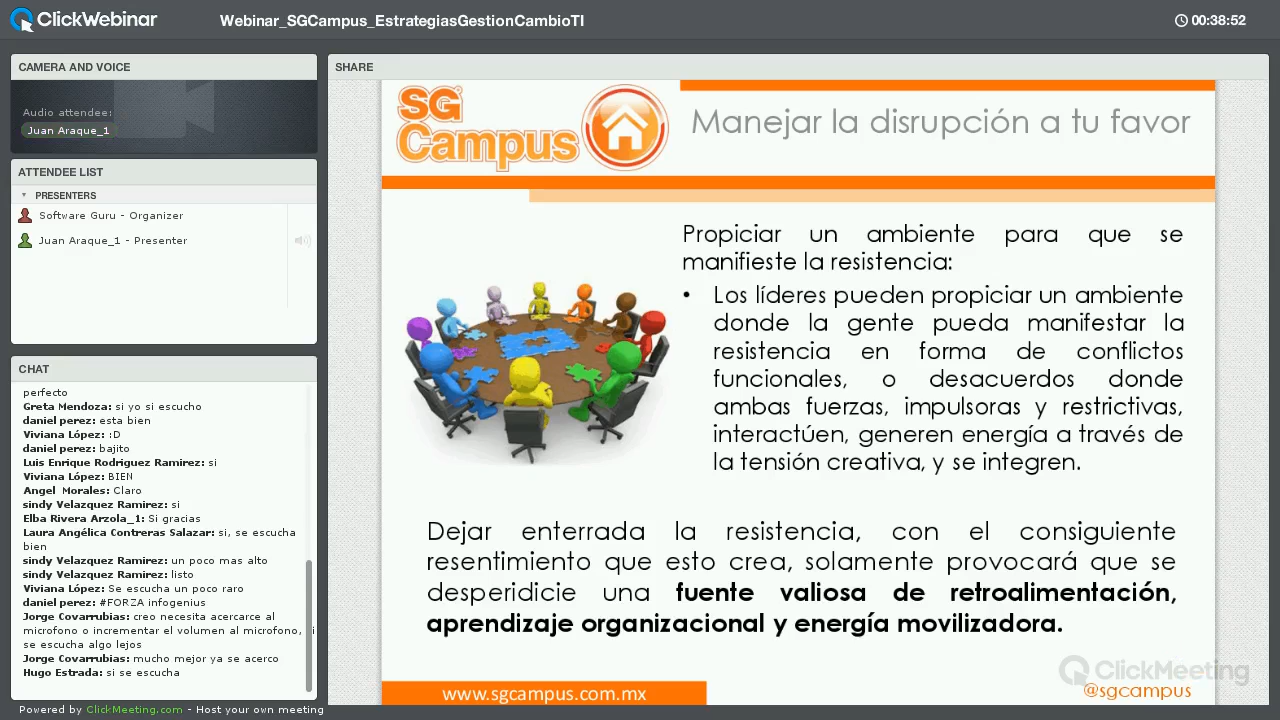 ClickWebinar
Webinar_SGCampus_EstrategiasGestionCambioTI
00:38:52
CAMERA AND VOICE
Audio attendee:
Juan Araque_1
ATTENDEE LIST
PRESENTERS
Software Guru - Organizer
Juan Araque_1 - Presenter
CHAT
perfecto
Greta Mendoza: si yo si escucho
daniel perez: esta bien
Viviana López: :D
daniel perez: bajito
Luis Enrique Rodriguez Ramirez: si
Viviana López: BIEN
Angel Morales: Claro
sindy Velazquez Ramirez: si
Elba Rivera Arzola_1: Si gracias
Laura Angélica Contreras Salazar: si, se escucha
bien
sindy Velazquez Ramirez: un poco mas alto
sindy Velazquez Ramirez: listo
Viviana López: Se escucha un poco raro
daniel perez: #FORZA infogenius
Jorge Covarrubias: creo necesita acercarce al
microfono o incrementar el volumen al microfono, i
se escucha algo lejos
Jorge Covarrubias: mucho mejor ya se acerco
Hugo Estrada: si se escucha
Powered by ClickMeeting.com - Host your own meeting
SHARE
SG
Campus
Manejar la disrupción a tu favor
Propiciar un ambiente para que se
manifieste la resistencia:
• Los líderes pueden propiciar un ambiente
donde la gente pueda manifestar la
resistencia en forma de conflictos
funcionales, o desacuerdos donde
ambas fuerzas, impulsoras y restrictivas,
interactúen, generen energía a través de
la tensión creativa, y se integren.
Dejar enterrada la resistencia, con el consiguiente
resentimiento que esto crea, solamente provocará que se
desperidicie una fuente valiosa de retroalimentación,
aprendizaje organizacional y energía movilizadora.
ClickMeeting
www.sgcampus.com.mx
@sgcampus